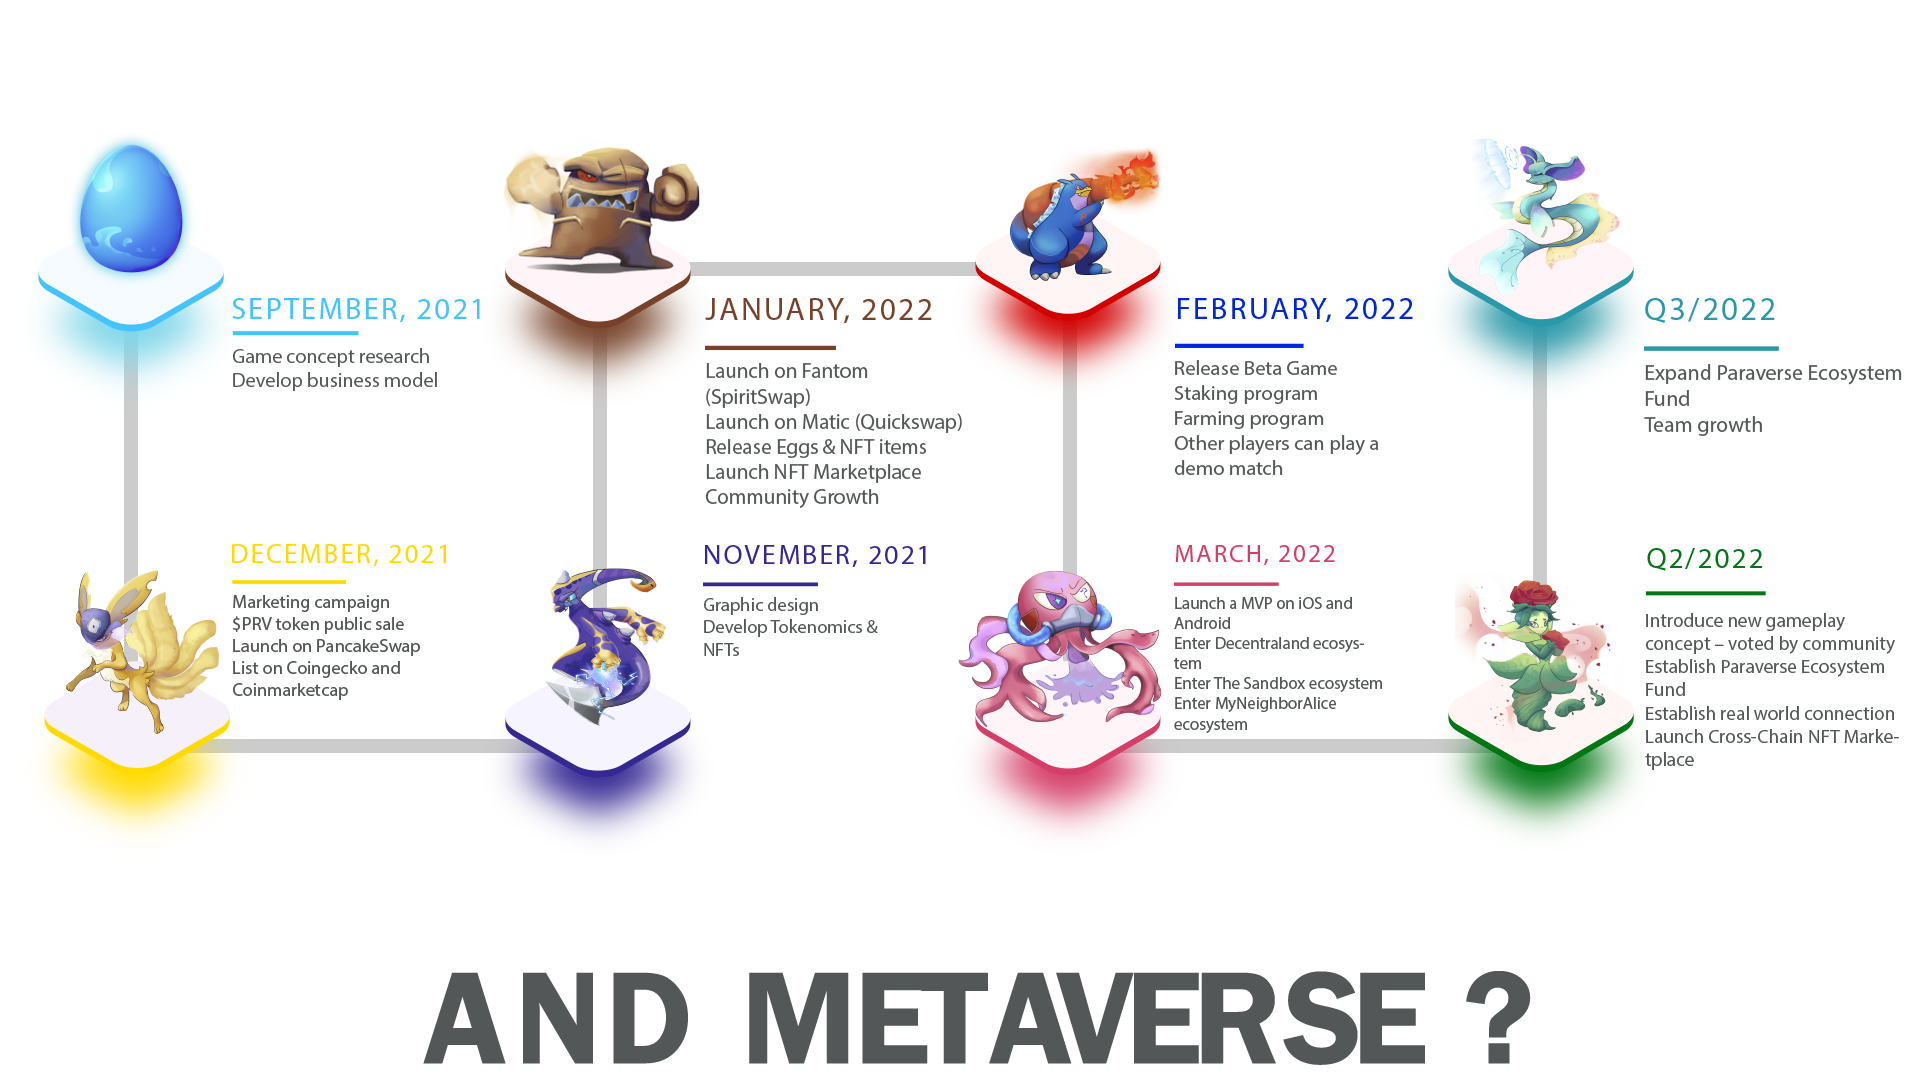 SEPTEMBER, 2021
Game concept research
Develop business model
DECEMBER, 2021
Marketing campaign
$PRV token public sale
Launch on PancakeSwap
List on Coingecko and
Coinmarketcap
NOVEMBER, 2021
Graphic design
Develop Tokenomics &
NFTs
JANUARY, 2022
Launch on Fantom
(SpiritSwap)
Launch on Matic (Quickswap)
Release Eggs & NFT items
Launch NFT Marketplace
Community Growth
FEBRUARY, 2022
Release Beta Game
Staking program
Farming program
Other players can play a
demo match
MARCH, 2022
Launch a MVP on iOS and
Android
Enter Decentraland ecosys-
tem
Enter The Sandbox ecosystem
Enter MyNeighborAlice
ecosystem
Q2/2022
Introduce new gameplay
concept – voted by community
Establish Paraverse Ecosystem
Fund
Establish real world connection
Launch Cross-Chain NFT Marke-
tplace
Q3/2022
Expand Paraverse Ecosystem
Fund
Team growth
AND METAVERSE ?